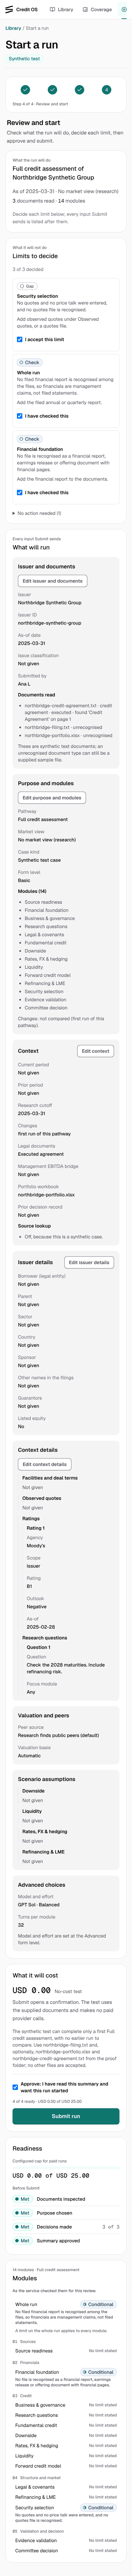 Credit OS
Library
Coverage
Library / Start a run
Start a run
Synthetic test
4
Step 4 of 4 · Review and start
Review and start
Check what the run will do, decide each limit, then
approve and submit.
What the run will do
Full credit assessment of
Northbridge Synthetic Group
As of 2025-03-31 · No market view (research)
3 documents read · 14 modules
Decide each limit below; every input Submit
sends is listed after them.
What it will not do
Limits to decide
3 of 3 decided
Gap
Security selection
No quotes and no price talk were entered,
and no quotes file is recognised.
Add observed quotes under Observed
quotes, or a quotes file.
I accept this limit
Check
Whole run
No filed financial report is recognised among
the files, so financials are management
claims, not filed statements.
Add the filed annual or quarterly report.
I have checked this
Check
Financial foundation
No file is recognised as a financial report,
earnings release or offering document with
financial pages.
Add the financial report to the documents.
I have checked this
No action needed (1)
Every input Submit sends
What will run
Issuer and documents
Edit issuer and documents
Issuer
Northbridge Synthetic Group
Issuer ID
northbridge-synthetic-group
As-of date
2025-03-31
Issuer classification
Not given
Submitted by
Ana L
Documents read
northbridge-credit-agreement.txt · credit
agreement · executed · found 'Credit
Agreement' on page 1
northbridge-filing.txt · unrecognised
northbridge-portfolio.xlsx · unrecognised
These are synthetic test documents; an
unrecognised document type can still be a
supplied sample file.
Purpose and modules
Edit purpose and modules
Pathway
Full credit assessment
Market view
No market view (research)
Case kind
Synthetic test case
Form level
Basic
Modules (14)
Source readiness
Financial foundation
Business & governance
Research questions
Legal & covenants
Fundamental credit
Downside
Rates, FX & hedging
Liquidity
Forward credit model
Refinancing & LME
Security selection
Evidence validation
Committee decision
Changes: not compared (first run of this
pathway).
Context
Edit context
Current period
Not given
Prior period
Not given
Research cutoff
2025-03-31
Changes
first run of this pathway
Legal documents
Executed agreement
Management EBITDA bridge
Not given
Portfolio workbook
northbridge-portfolio.xlsx
Prior decision record
Not given
Source lookup
Off, because this is a synthetic case.
Issuer details
Edit issuer details
Borrower (legal entity)
Not given
Parent
Not given
Sector
Not given
Country
Not given
Sponsor
Not given
Other names in the filings
Not given
Guarantors
Not given
Listed equity
No
Context details
Edit context details
Facilities and deal terms
Not given
Observed quotes
Not given
Ratings
Rating 1
Agency
Moody's
Scope
Issuer
Rating
B1
Outlook
Negative
As-of
2025-02-28
Research questions
Question 1
Question
Check the 2028 maturities. Include
refinancing risk.
Focus module
Any
Valuation and peers
Peer source
Research finds public peers (default)
Valuation basis
Automatic
Scenario assumptions
Downside
Not given
Liquidity
Not given
Rates, FX & hedging
Not given
Refinancing & LME
Not given
Advanced choices
Model and effort
GPT Sol · Balanced
Turns per module
32
Model and effort are set at the Advanced
form level.
What it will cost
USD 0.00 No-cost test
Submit opens a confirmation. The test uses
only supplied documents and makes no paid
provider calls.
The synthetic test can complete only a first Full
credit assessment, with no earlier run to
compare. Use northbridge-filing.txt and,
optionally, northbridge-portfolio.xlsx and
northbridge-credit-agreement.txt from the project
folder; no other files are accepted.
Approve: I have read this summary and
want this run started
4 of 4 ready · USD 0.00 of USD 25.00
Submit run
Readiness
Configured cap for paid runs
USD 0.00 of USD 25.00
Before Submit
Met Documents inspected
Met Purpose chosen
Met Decisions made 3 of 3
Met Summary approved
14 modules · Full credit assessment
Modules
As the service checked them for this review.
Whole run Conditional
No filed financial report is recognised among the
files, so financials are management claims, not filed
statements.
A limit on the whole run applies to every module.
01 Sources
Source readiness No limit stated
02 Financials
Financial foundation Conditional
No file is recognised as a financial report, earnings
release or offering document with financial pages.
03 Credit
Business & governance No limit stated
Research questions No limit stated
Fundamental credit No limit stated
Downside No limit stated
Rates, FX & hedging No limit stated
Liquidity No limit stated
Forward credit model No limit stated
04 Structure and market
Legal & covenants No limit stated
Refinancing & LME No limit stated
Security selection Conditional
No quotes and no price talk were entered, and no
quotes file is recognised.
05 Validation and decision
Evidence validation No limit stated
Committee decision No limit stated